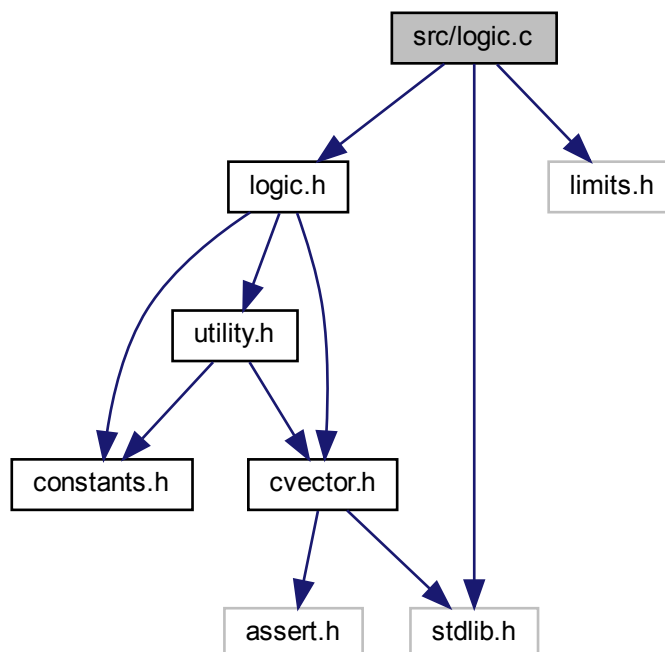 src/logic.c
logic.h
limits.h
utility.h
constants.h
cvector.h
assert.h
stdlib.h